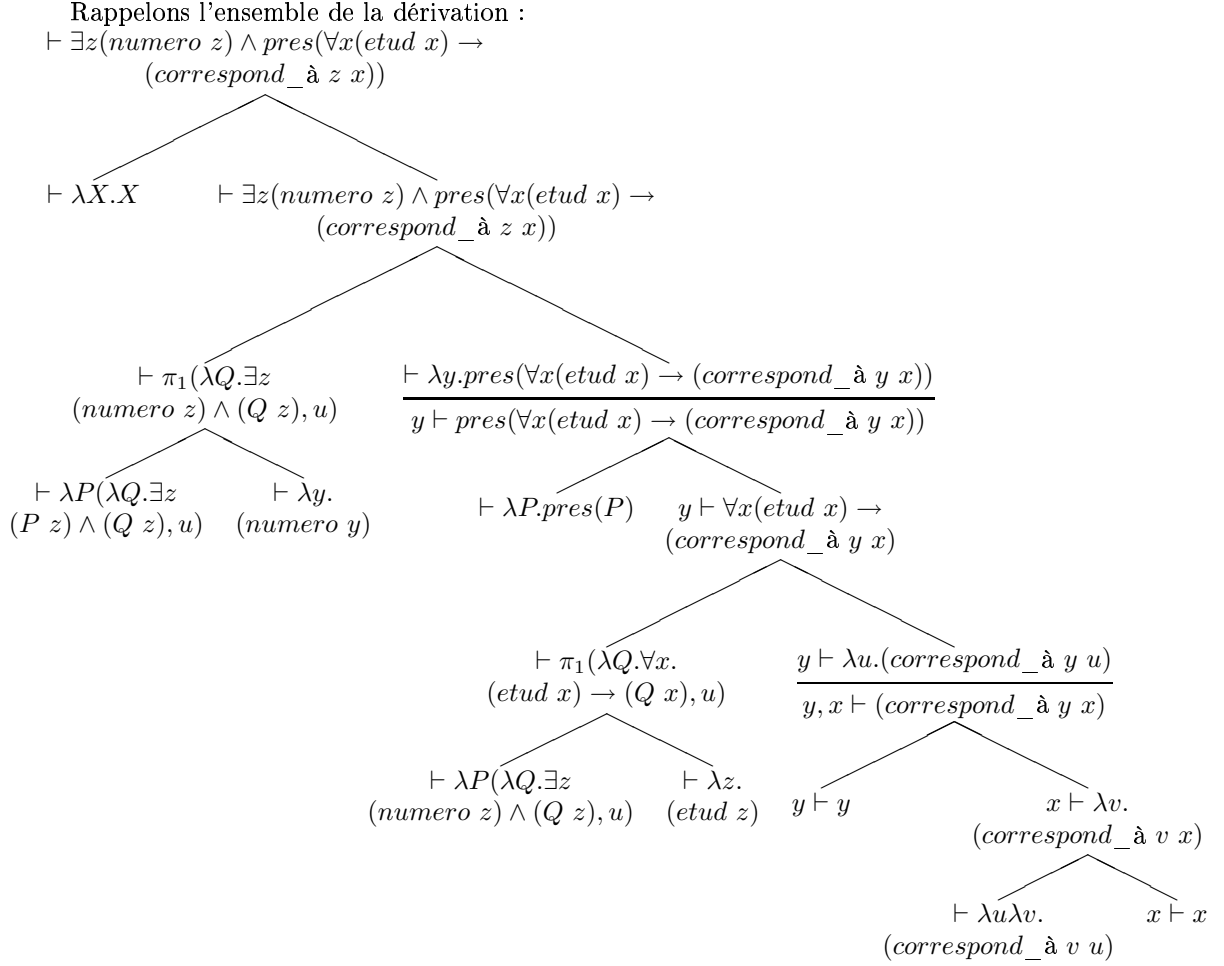 Rappelons l'ensemble de la dérivation :
⊢ ∃z(numero z) ∧ pres(∀x(etud x) →
(correspond_à z x))
⊢ λX.X
⊢ ∃z(numero z) ∧ pres(∀x(etud x) →
(correspond_à z x))
⊢ π₁(λQ.∃z
(numero z) ∧ (Q z), u)
⊢ λy.pres(∀x(etud x) → (correspond_à y x))
y ⊢ pres(∀x(etud x) → (correspond_à y x))
⊢ λP(λQ.∃z
(P z) ∧ (Q z), u)
⊢ λy.
(numero y)
⊢ λP.pres(P)
y ⊢ ∀x(etud x) →
(correspond_à y x)
⊢ π₁(λQ.∀x.
(etud x) → (Q x), u)
y ⊢ λu.(correspond_à y u)
y, x ⊢ (correspond_à y x)
⊢ λP(λQ.∃z
(numero z) ∧ (Q z), u)
⊢ λz.
(etud z)
y ⊢ y
x ⊢ λv.
(correspond_à v x)
⊢ λuλv.
(correspond_à v u)
x ⊢ x